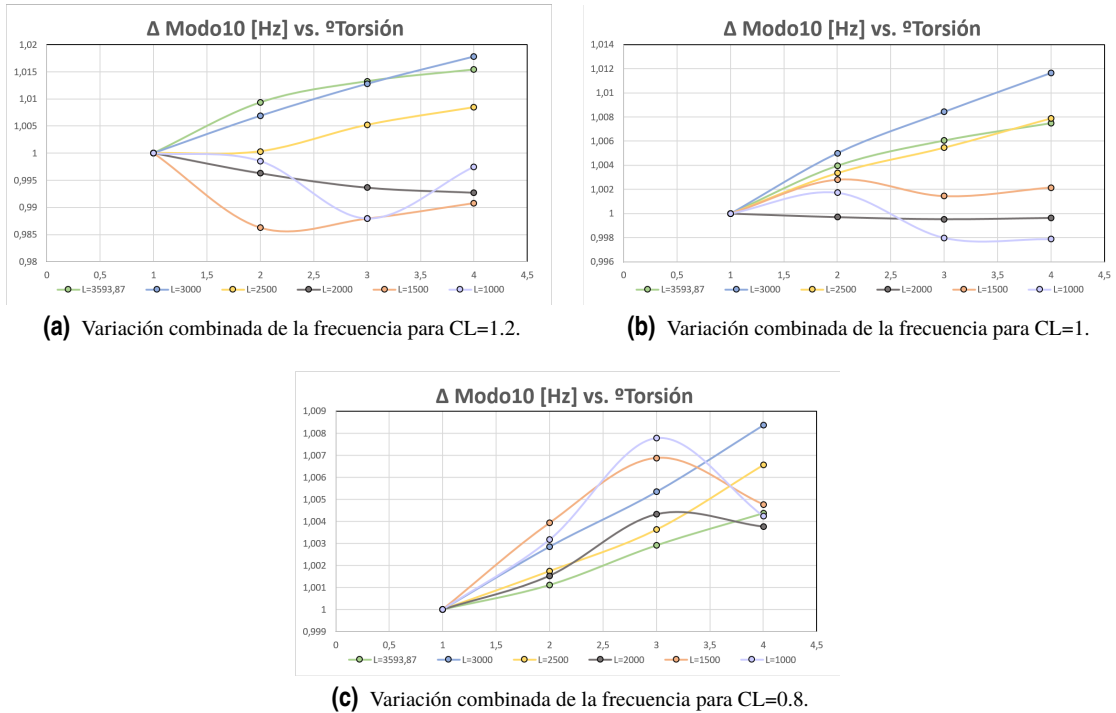 Δ Modo10 [Hz] vs. ºTorsión
1,02
1,015
1,01
1,005
1
0,995
0,99
0,985
0,98
0 0,5 1 1,5 2 2,5 3 3,5 4 4,5
L=3593,87 L=3000 L=2500 L=2000 L=1500 L=1000
(a) Variación combinada de la frecuencia para CL=1.2.
Δ Modo10 [Hz] vs. ºTorsión
1,014
1,012
1,01
1,008
1,006
1,004
1,002
1
0,998
0,996
0 0,5 1 1,5 2 2,5 3 3,5 4 4,5
L=3593,87 L=3000 L=2500 L=2000 L=1500 L=1000
(b) Variación combinada de la frecuencia para CL=1.
Δ Modo10 [Hz] vs. ºTorsión
1,009
1,008
1,007
1,006
1,005
1,004
1,003
1,002
1,001
1
0,999
0 0,5 1 1,5 2 2,5 3 3,5 4 4,5
L=3593,87 L=3000 L=2500 L=2000 L=1500 L=1000
(c) Variación combinada de la frecuencia para CL=0.8.